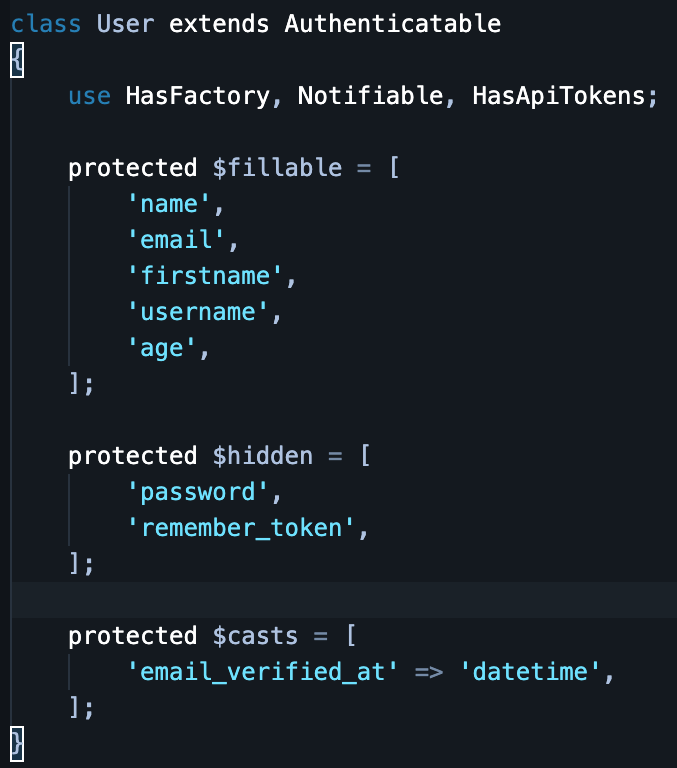 class User extends Authenticatable
{
    use HasFactory, Notifiable, HasApiTokens;

    protected $fillable = [
        'name',
        'email',
        'firstname',
        'username',
        'age',
    ];

    protected $hidden = [
        'password',
        'remember_token',
    ];

    protected $casts = [
        'email_verified_at' => 'datetime',
    ];
}